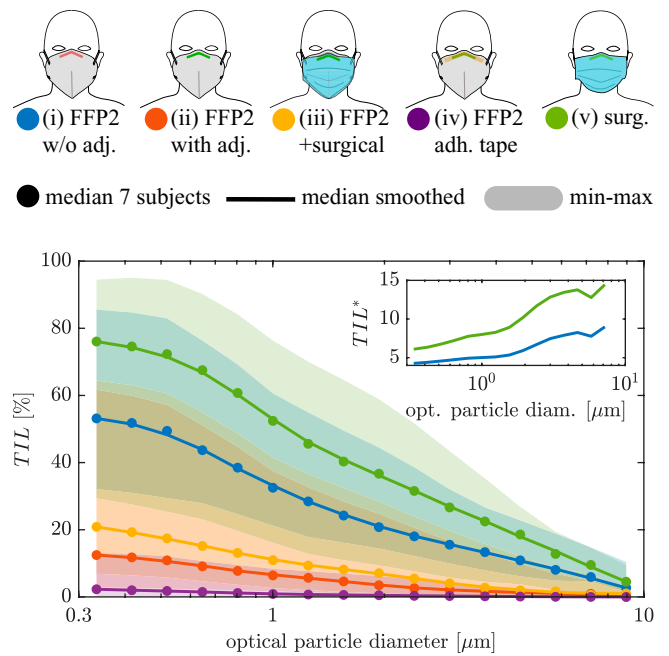 (i) FFP2 w/o adj.
(ii) FFP2 with adj.
(iii) FFP2 +surgical
(iv) FFP2 adh. tape
(v) surg.
median 7 subjects
median smoothed
min-max
100
80
60
40
20
0
TIL [%]
0.3
1
10
optical particle diameter [μm]
15
10
5
TIL*
10⁰
10¹
opt. particle diam. [μm]